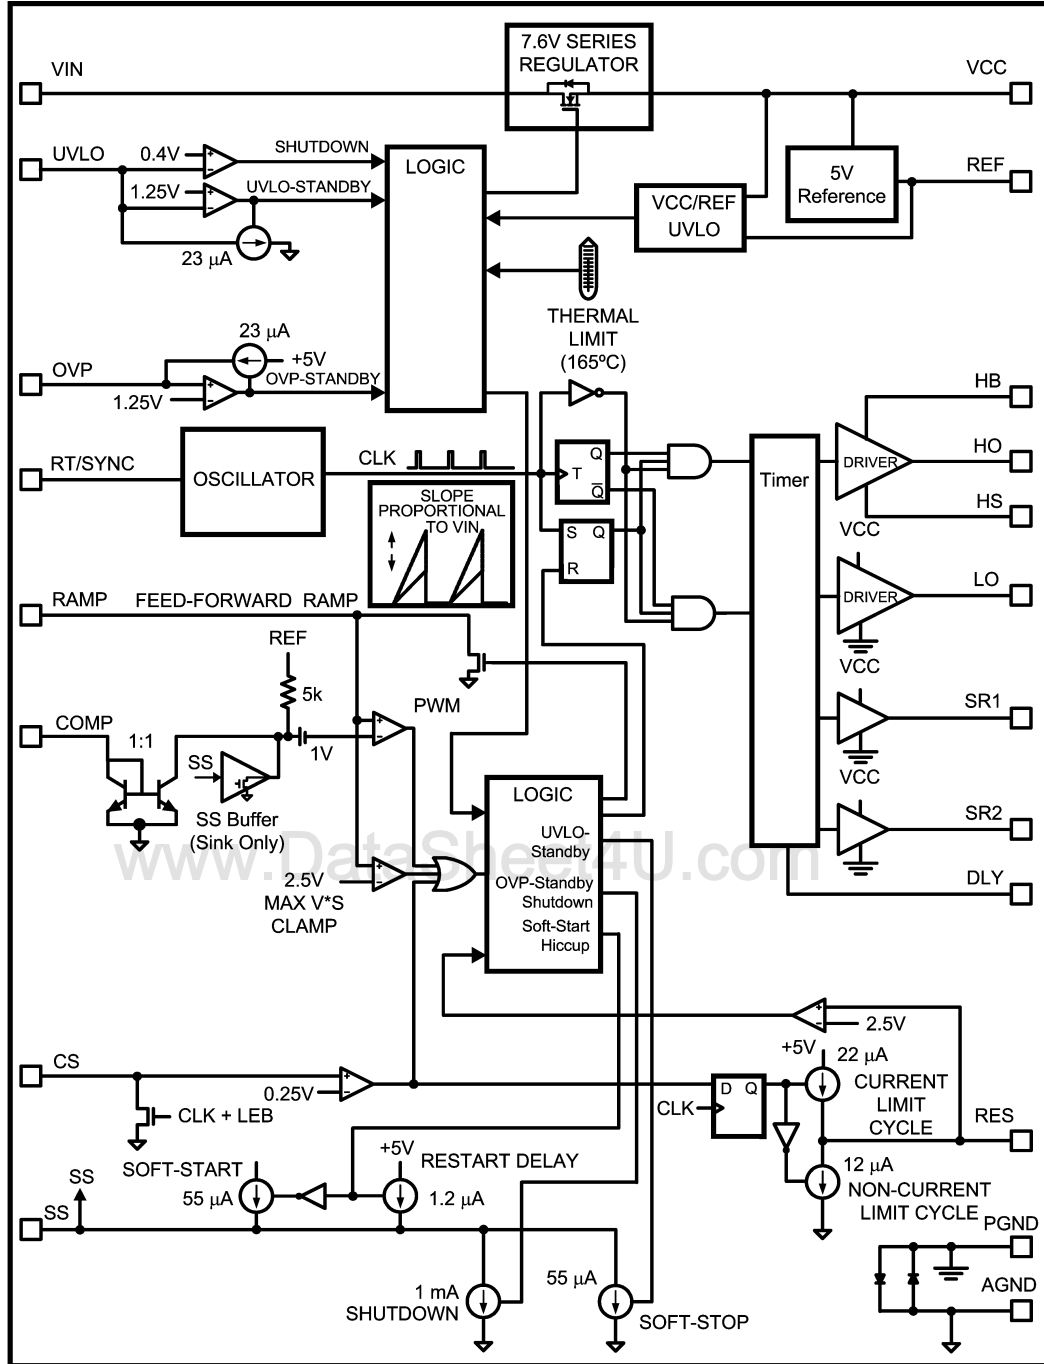 7.6V SERIES
REGULATOR
VIN
VCC
UVLO
0.4V
SHUTDOWN
LOGIC
1.25V
UVLO-STANDBY
23 μA
5V
Reference
REF
VCC/REF
UVLO
THERMAL
LIMIT
(165ºC)
23 μA
+5V
OVP
OVP-STANDBY
1.25V
HB
HO
HS
DRIVER
VCC
RT/SYNC
OSCILLATOR
CLK
T
Q
Q̅
Timer
SLOPE
PROPORTIONAL
TO VIN
S
Q
R
LO
DRIVER
VCC
RAMP
FEED-FORWARD RAMP
REF
5k
PWM
COMP
1:1
1V
SS
SS Buffer
(Sink Only)
SR1
VCC
SR2
DLY
LOGIC
UVLO-
Standby
OVP-Standby
Shutdown
Soft-Start
Hiccup
www.DataSheet4U.com
2.5V
MAX V*S
CLAMP
2.5V
+5V
22 μA
CURRENT
LIMIT
CYCLE
RES
CS
0.25V
CLK + LEB
D
Q
CLK
12 μA
NON-CURRENT
LIMIT CYCLE
SOFT-START
55 μA
+5V
RESTART DELAY
1.2 μA
SS
SS
1 mA
SHUTDOWN
55 μA
SOFT-STOP
PGND
AGND